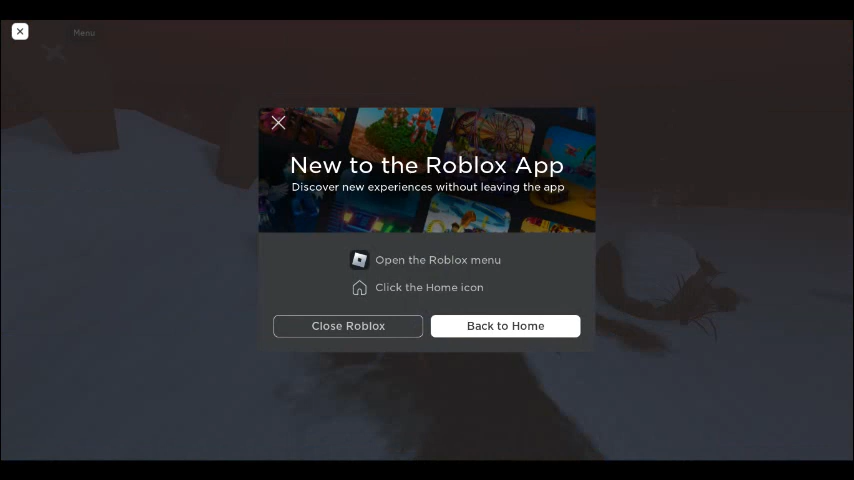 Menu
New to the Roblox App
Discover new experiences without leaving the app
Open the Roblox menu
Click the Home icon
Close Roblox
Back to Home